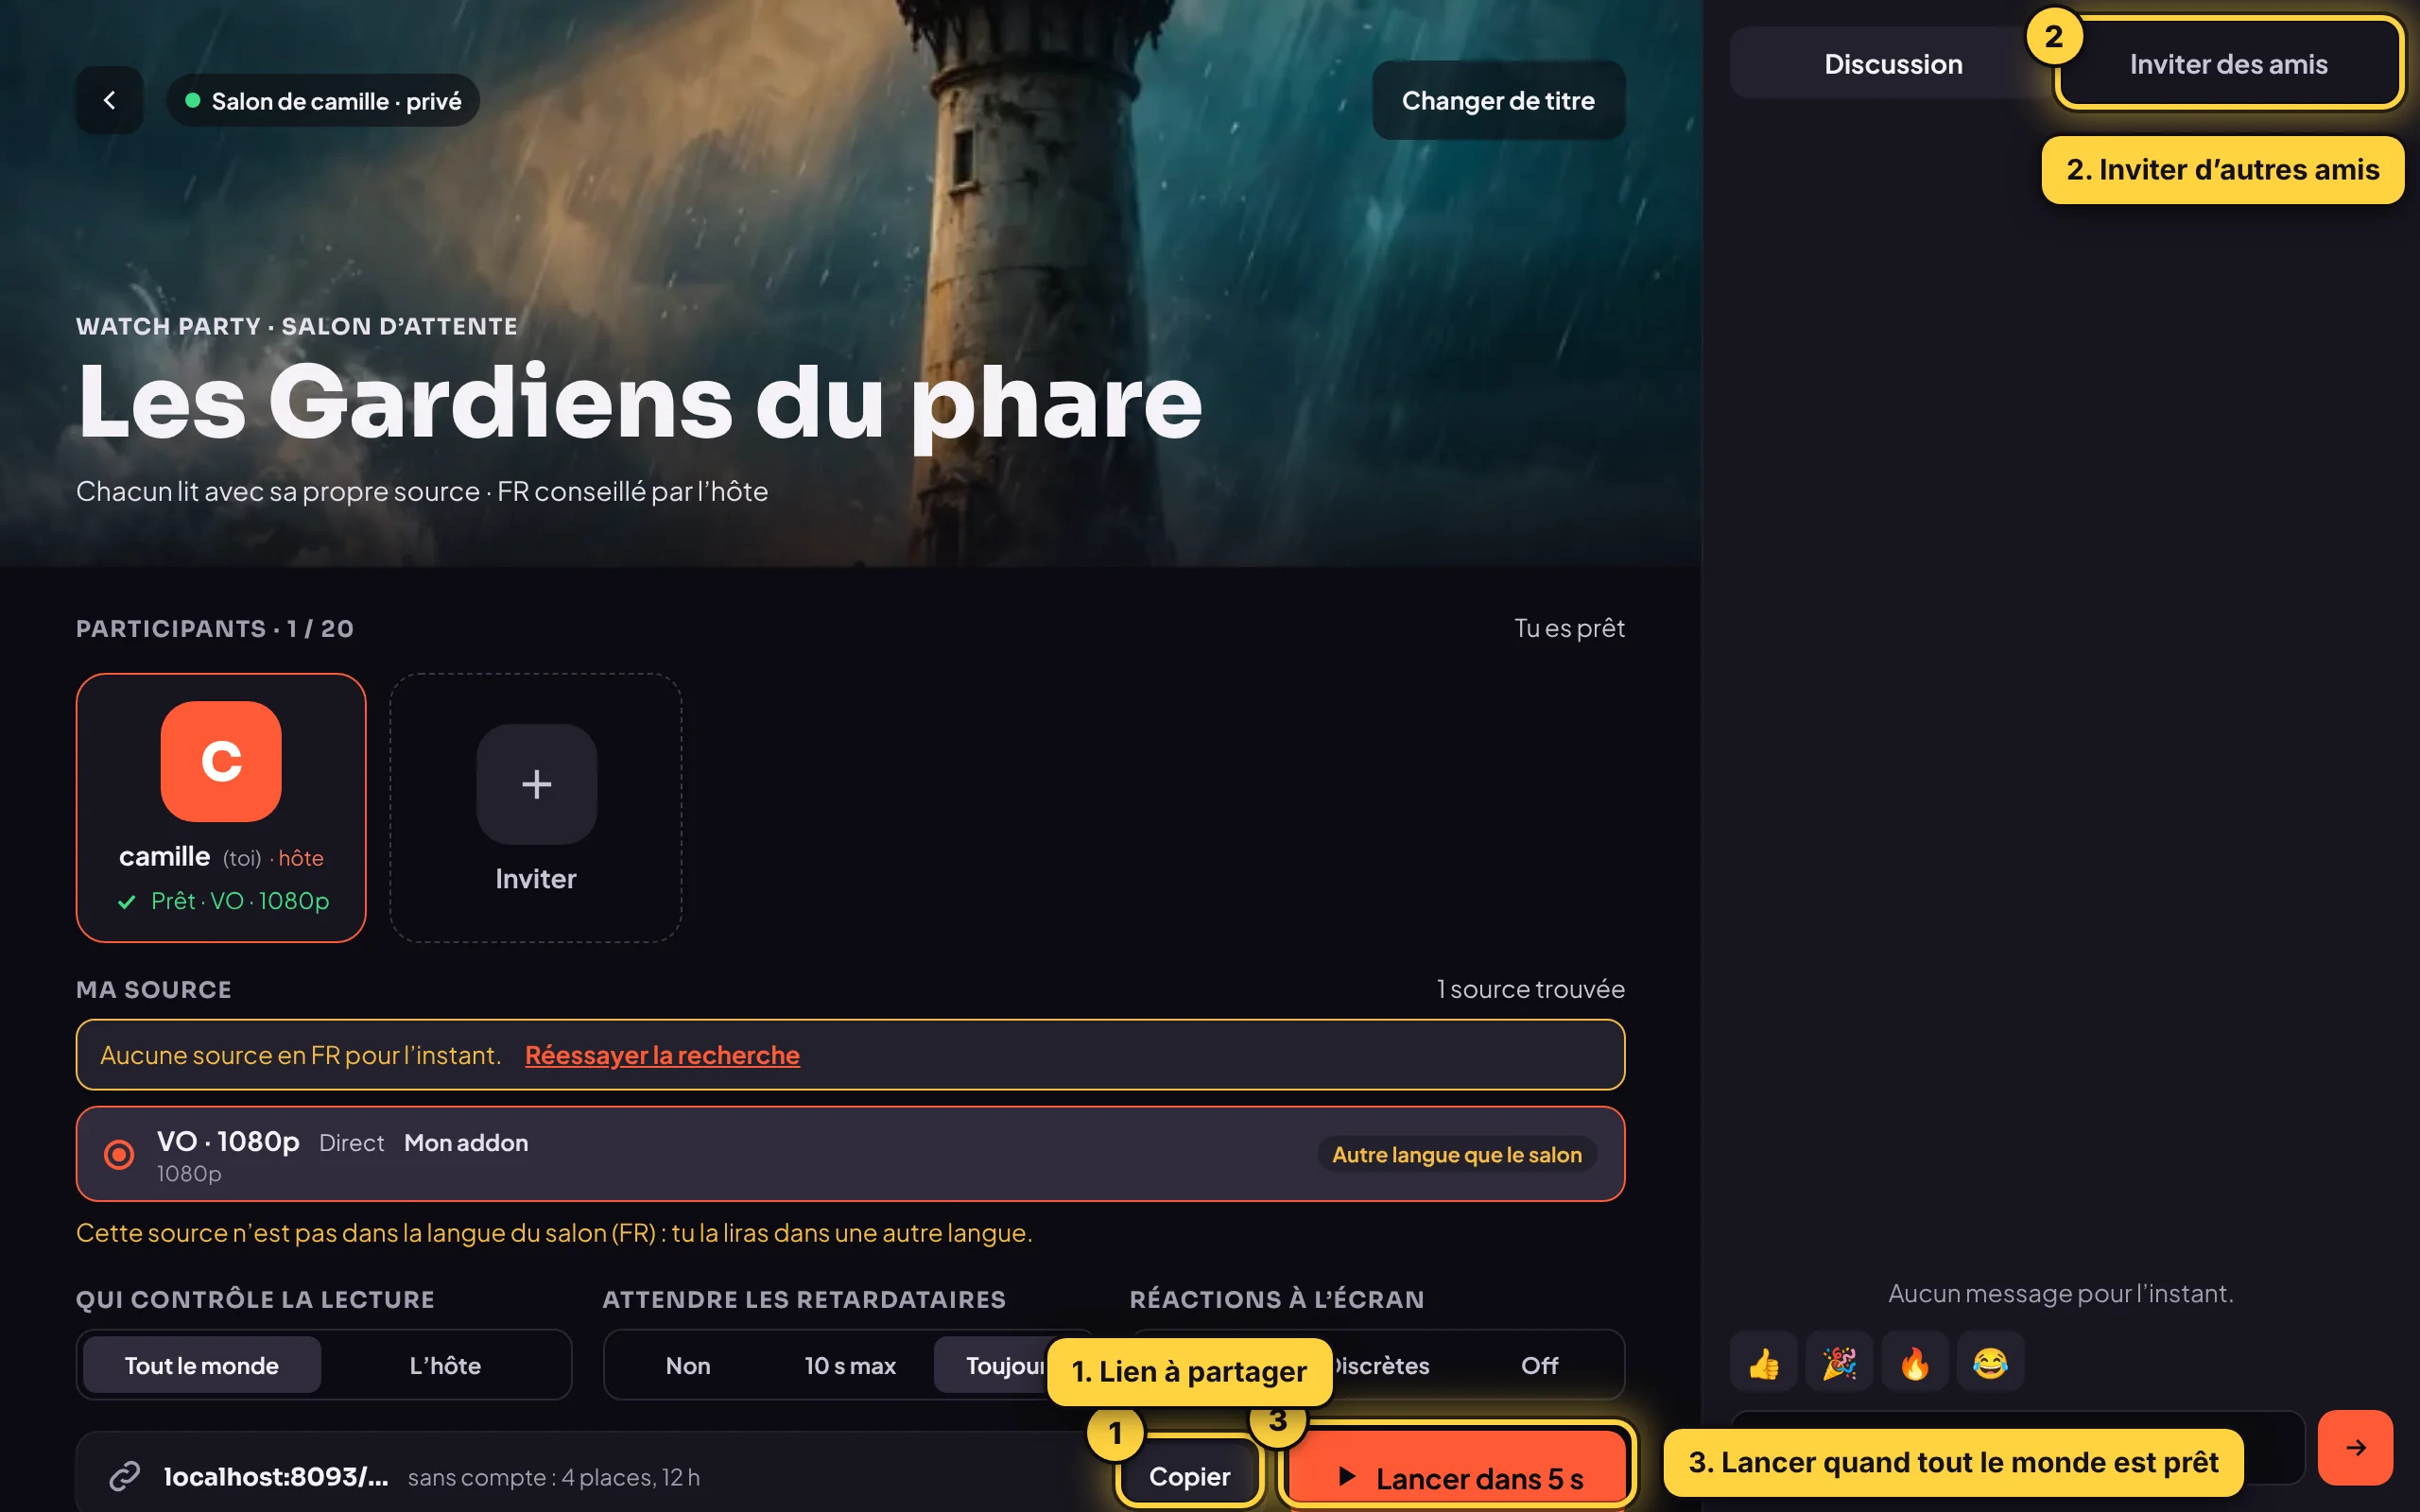 Salon de camille · privé
Changer de titre
WATCH PARTY · SALON D’ATTENTE
Les Gardiens du phare
Chacun lit avec sa propre source · FR conseillé par l’hôte
PARTICIPANTS · 1 / 20
Tu es prêt
C
camille (toi) · hôte
Prêt · VO · 1080p
Inviter
MA SOURCE
1 source trouvée
Aucune source en FR pour l’instant. Réessayer la recherche
VO · 1080p Direct Mon addon
1080p
Autre langue que le salon
Cette source n’est pas dans la langue du salon (FR) : tu la liras dans une autre langue.
QUI CONTRÔLE LA LECTURE
Tout le monde
L’hôte
ATTENDRE LES RETARDATAIRES
Non
10 s max
RÉACTIONS À L’ÉCRAN
Off
1. Lien à partager
1
3
localhost:8093/... sans compte : 4 places, 12 h
Copier
Lancer dans 5 s
Discussion
2
Inviter des amis
2. Inviter d’autres amis
Aucun message pour l’instant.
3. Lancer quand tout le monde est prêt